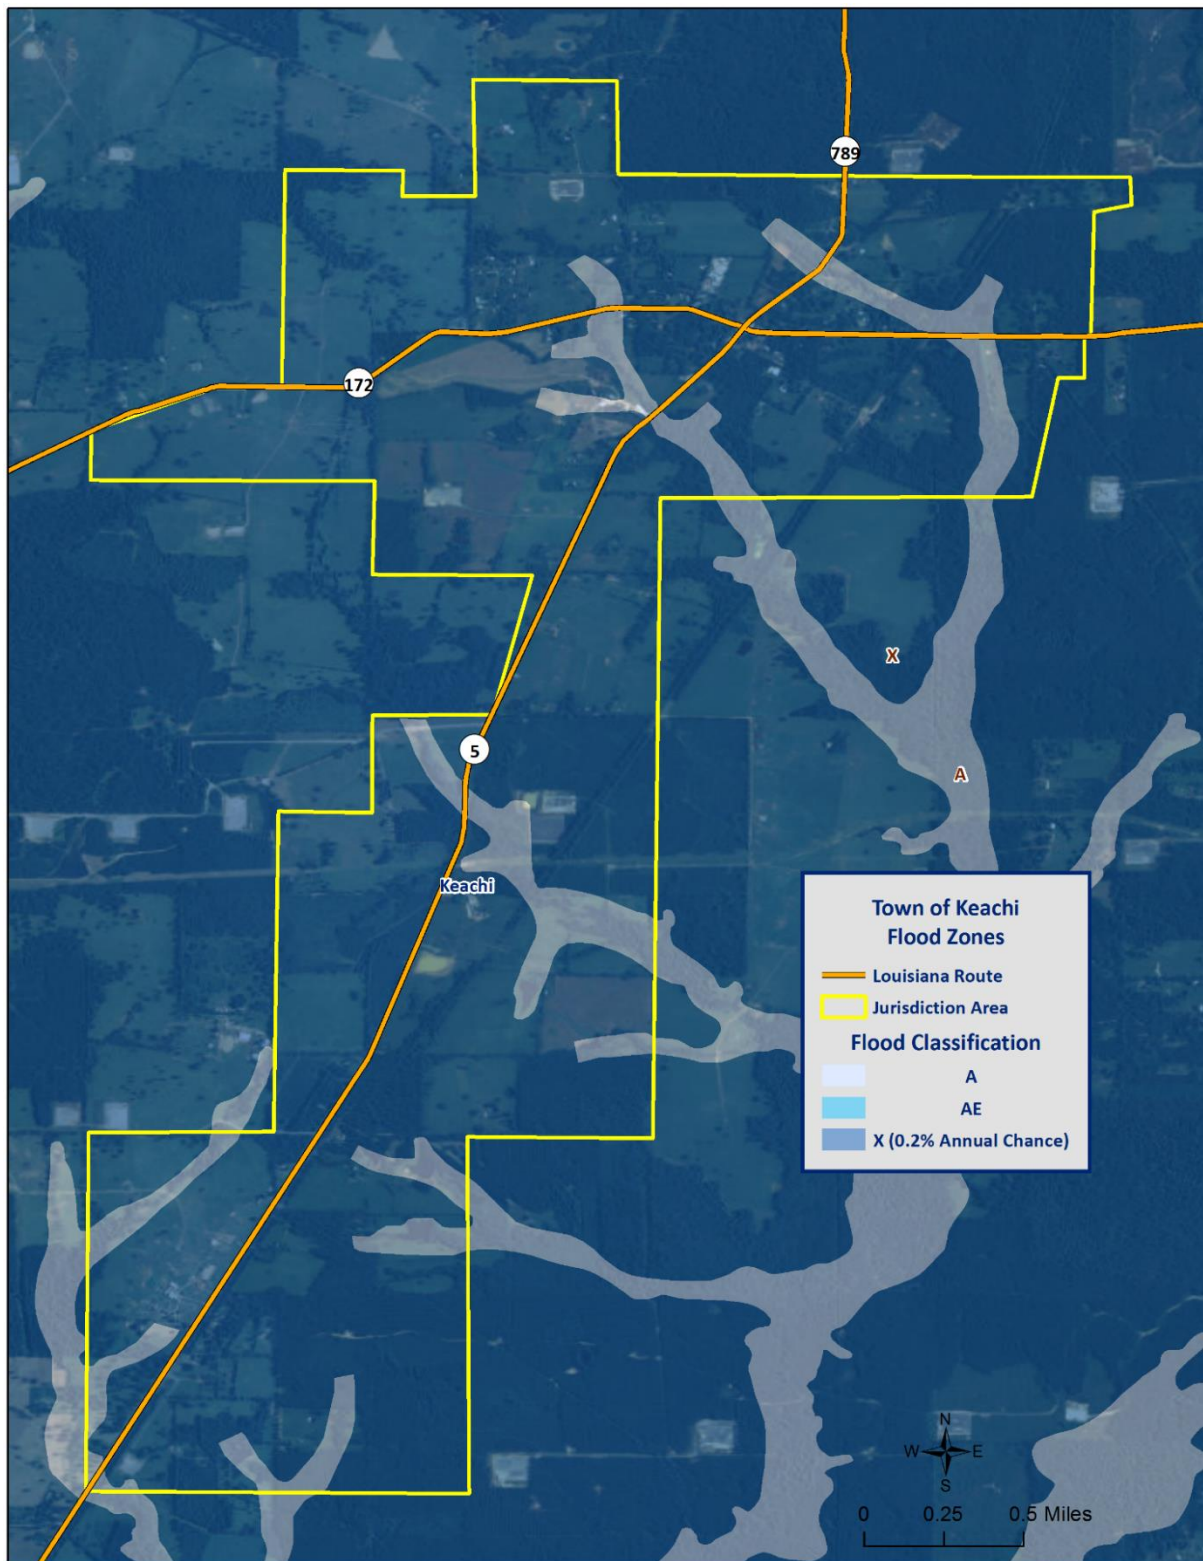 789
172
X
5
A
Keachi
Town of Keachi
Flood Zones
Louisiana Route
Jurisdiction Area
Flood Classification
A
AE
X (0.2% Annual Chance)
N
W E
S
0 0.25 0.5 Miles